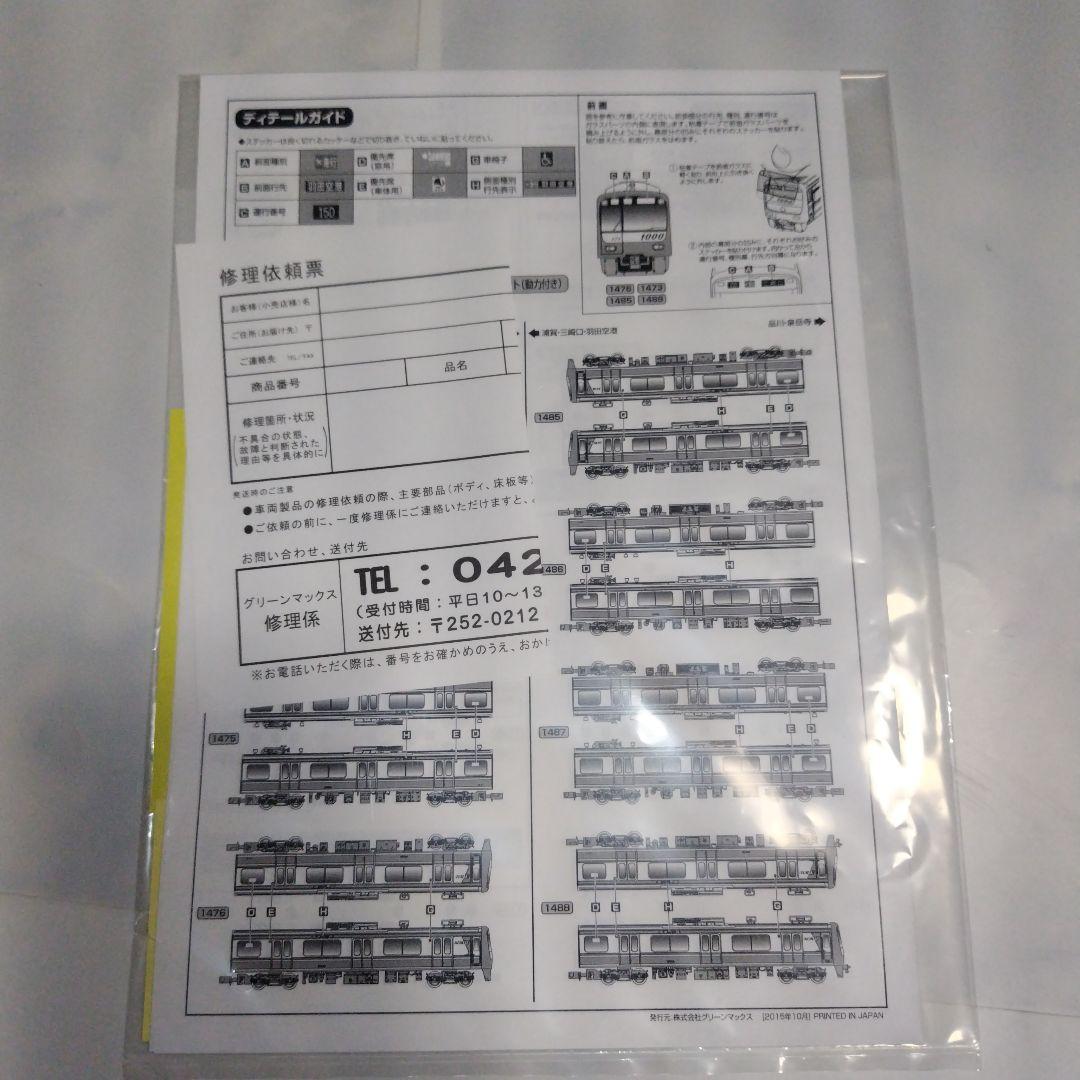 ディテールガイド
◆ステッカーは良く切れるカッターなどで切り抜き、ていねいに貼ってください。
A 前面種別
D 優先席(窓用)
G 車椅子
B 前面行先 羽田空港
E 優先席(車体用)
H 側面種別行先表示
C 運行番号 15D
前面
C A B
1000
1476 1473
1485 1488
C A B
ト(動力付き)
修理依頼票
お客様(小売店様)名
ご住所(お届け先) 〒
ご連絡先 TEL/FAX
商品番号
品名
修理箇所・状況
(不具合の状態、
故障と判断された
理由等を具体的に)
発送時のご注意
●車両製品の修理依頼の際、主要部品(ボディ、床板等)
●ご依頼の前に、一度修理係にご連絡いただけますと、
お問い合わせ、送付先
グリーンマックス
修理係
TEL:042
(受付時間:平日10～13
送付先:〒252-0212
※お電話いただく際は、番号をお確かめのうえ、おか
浦賀・三崎口・羽田空港
品川・泉岳寺
1485
C H E D
486
D E H
1487
H E D
1475
H E D
1476
D E H C
1488
D E H C
発行元:株式会社グリーンマックス [2015年10月] PRINTED IN JAPAN